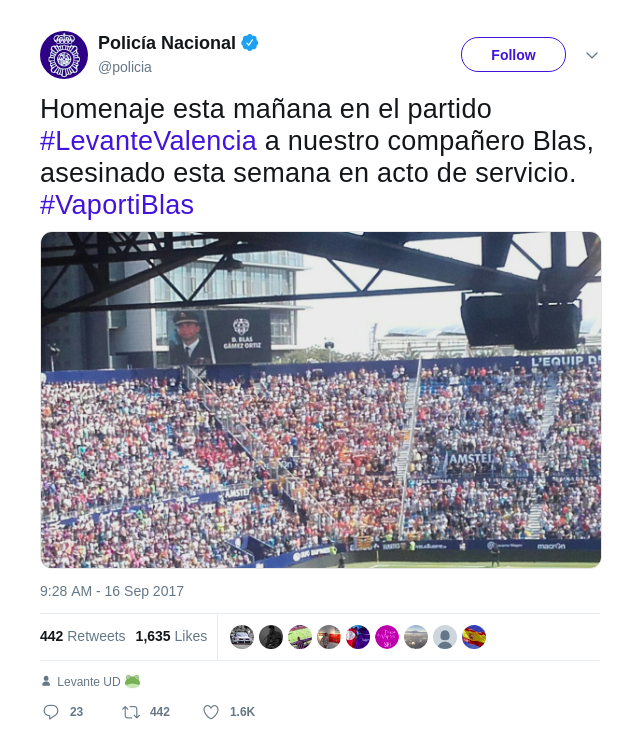 Policía Nacional
@policia
Follow
Homenaje esta mañana en el partido
#LevanteValencia a nuestro compañero Blas,
asesinado esta semana en acto de servicio.
#VaportiBlas
D. BLAS
GÁMEZ ORTIZ
L'EQUIP D
AMSTEL
AMSTEL
9:28 AM - 16 Sep 2017
442 Retweets 1,635 Likes
Levante UD
23 442 1.6K